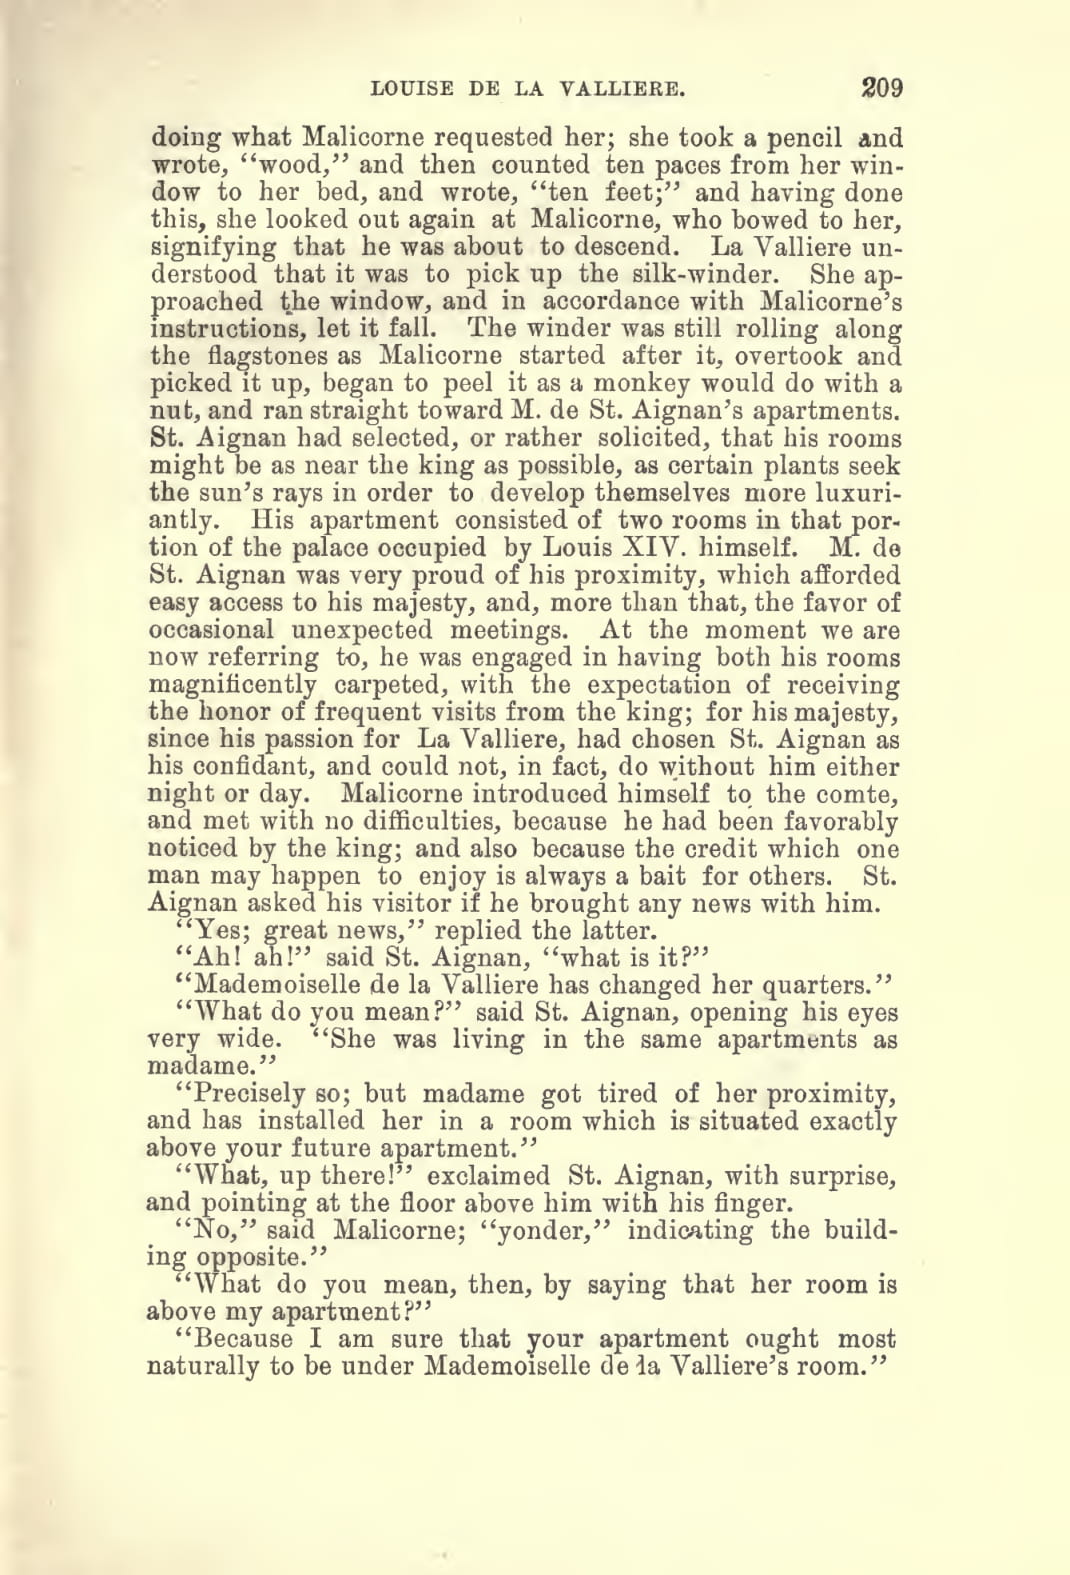 LOUISE DE LA VALLIERE. 209
doing what Malicorne requested her; she took a pencil and
wrote, “wood,” and then counted ten paces from her win-
dow to her bed, and wrote, “ten feet;” and having done
this, she looked out again at Malicorne, who bowed to her,
signifying that he was about to descend. La Valliere un-
derstood that it was to pick up the silk-winder. She ap-
proached the window, and in accordance with Malicorne’s
instructions, let it fall. The winder was still rolling along
the flagstones as Malicorne started after it, overtook and
picked it up, began to peel it as a monkey would do with a
nut, and ran straight toward M. de St. Aignan’s apartments.
St. Aignan had selected, or rather solicited, that his rooms
might be as near the king as possible, as certain plants seek
the sun’s rays in order to develop themselves more luxuri-
antly. His apartment consisted of two rooms in that por-
tion of the palace occupied by Louis XIV. himself. M. de
St. Aignan was very proud of his proximity, which afforded
easy access to his majesty, and, more than that, the favor of
occasional unexpected meetings. At the moment we are
now referring to, he was engaged in having both his rooms
magnificently carpeted, with the expectation of receiving
the honor of frequent visits from the king; for his majesty,
since his passion for La Valliere, had chosen St. Aignan as
his confidant, and could not, in fact, do without him either
night or day. Malicorne introduced himself to the comte,
and met with no difficulties, because he had been favorably
noticed by the king; and also because the credit which one
man may happen to enjoy is always a bait for others. St.
Aignan asked his visitor if he brought any news with him.
“Yes; great news,” replied the latter.
“Ah! ah!” said St. Aignan, “what is it?”
“Mademoiselle de la Valliere has changed her quarters.”
“What do you mean?” said St. Aignan, opening his eyes
very wide. “She was living in the same apartments as
madame.”
“Precisely so; but madame got tired of her proximity,
and has installed her in a room which is situated exactly
above your future apartment.”
“What, up there!” exclaimed St. Aignan, with surprise,
and pointing at the floor above him with his finger.
“No,” said Malicorne; “yonder,” indicating the build-
ing opposite.”
“What do you mean, then, by saying that her room is
above my apartment?”
“Because I am sure that your apartment ought most
naturally to be under Mademoiselle de la Valliere’s room.”